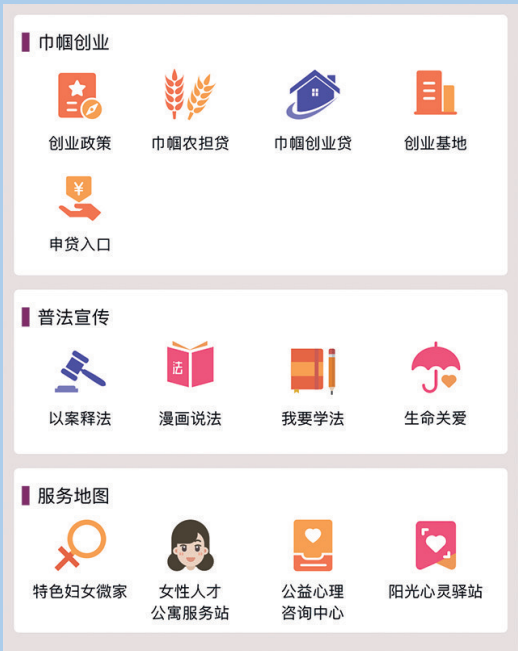 巾帼创业
创业政策
巾帼农担贷
巾帼创业贷
创业基地
¥
申贷入口
普法宣传
法
以案释法
漫画说法
我要学法
生命关爱
服务地图
特色妇女微家
女性人才
公寓服务站
公益心理
咨询中心
阳光心灵驿站